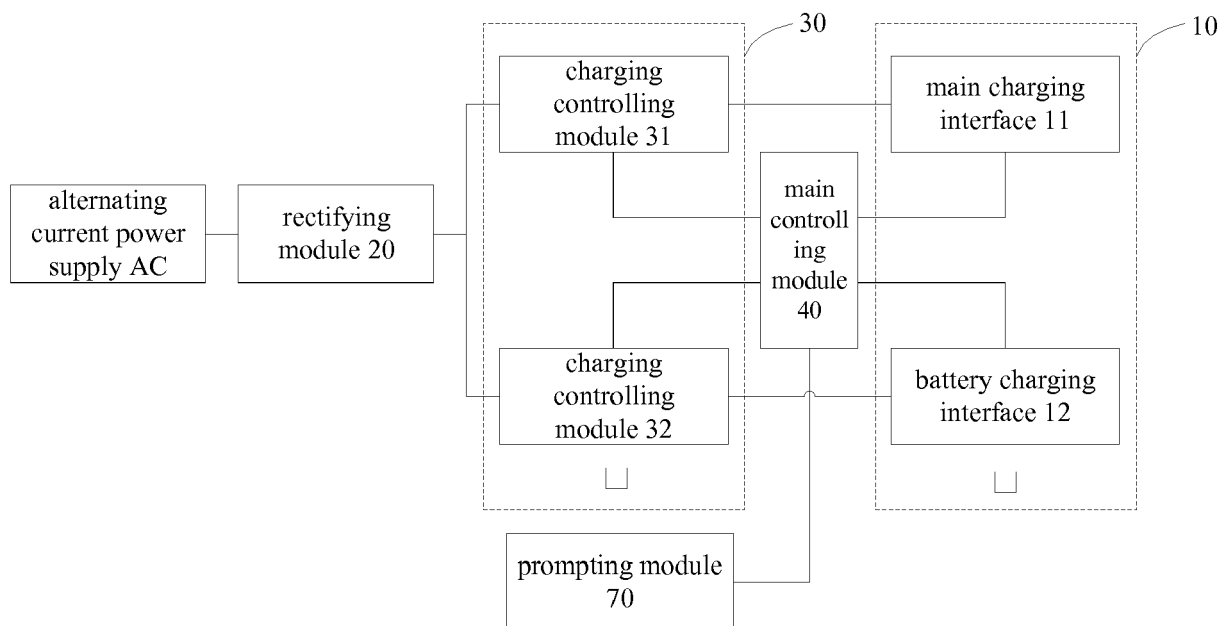 30
10
charging
controlling
module 31
main charging
interface 11
main
controll
ing
module
40
alternating
current power
supply AC
rectifying
module 20
charging
controlling
module 32
battery charging
interface 12
prompting module
70